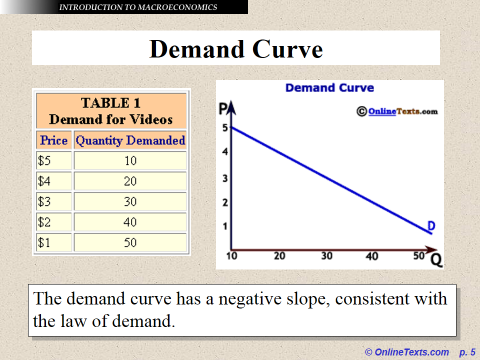 INTRODUCTION TO MACROECONOMICS
Demand Curve
TABLE 1
Demand for Videos
Price Quantity Demanded
$5 10
$4 20
$3 30
$2 40
$1 50
Demand Curve
P
© OnlineTexts.com
5
4
3
2
1
D
10 20 30 40 50 Q
The demand curve has a negative slope, consistent with
the law of demand.
© OnlineTexts.com p. 5